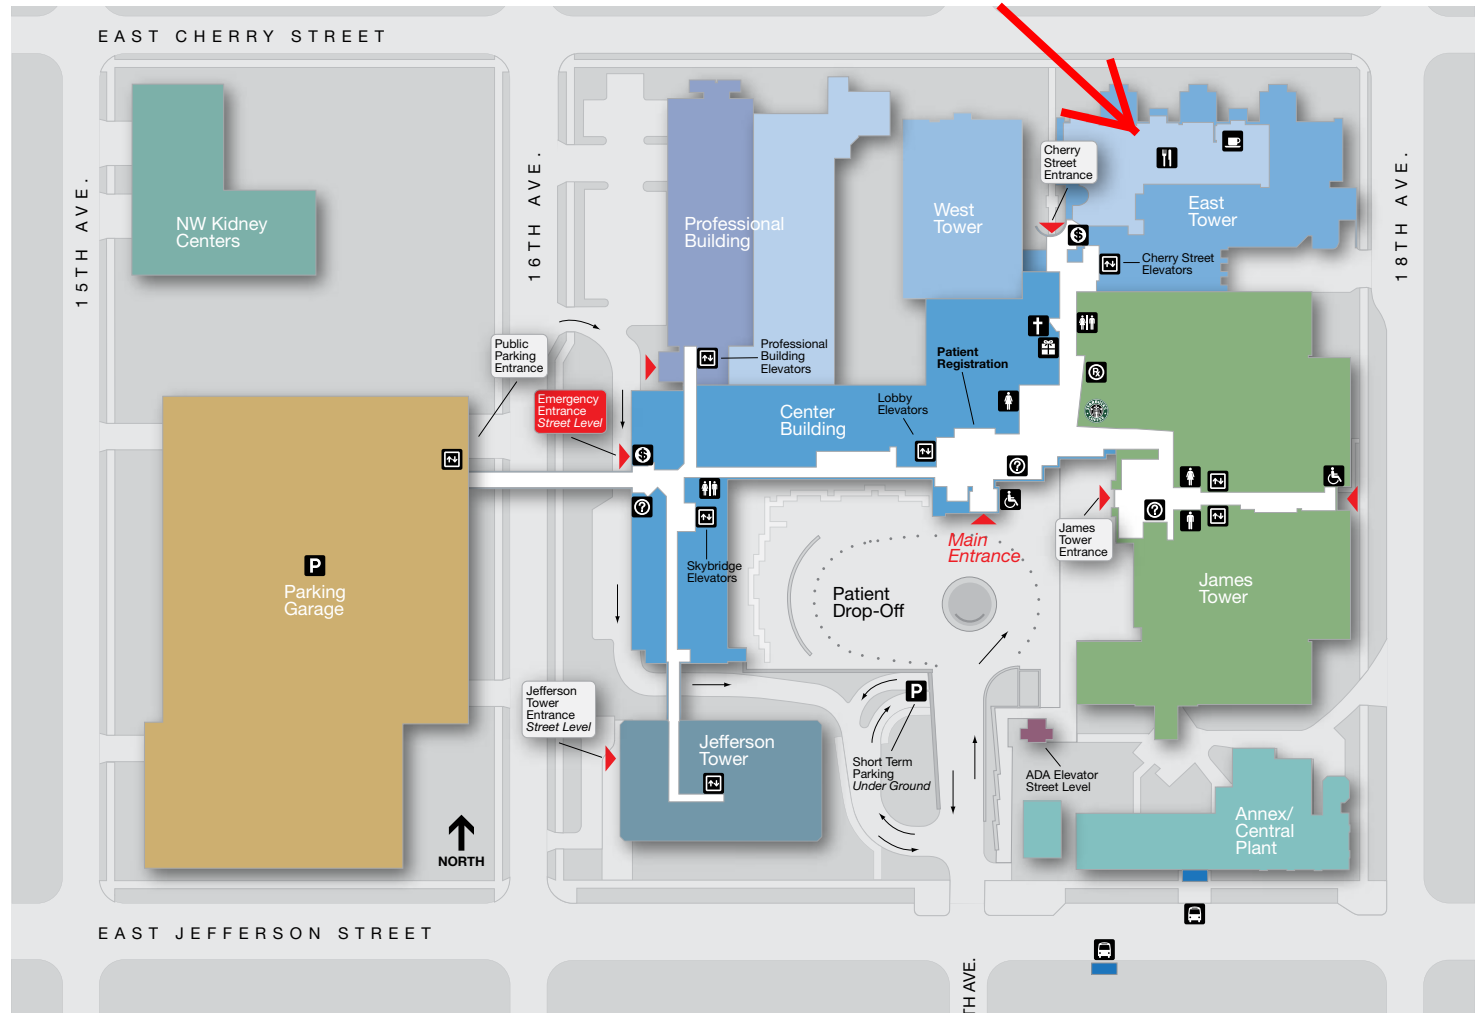 EAST CHERRY STREET
15TH AVE.
16TH AVE.
18TH AVE.
NW Kidney
Centers
Professional
Building
West
Tower
Cherry
Street
Entrance
East
Tower
$
Cherry Street
Elevators
Public
Parking
Entrance
Professional
Building
Elevators
Patient
Registration
Rx
Emergency
Entrance
Street Level
Center
Building
Lobby
Elevators
$
?
?
?
James
Tower
Entrance
Main
Entrance
Skybridge
Elevators
P
Parking
Garage
Patient
Drop-Off
James
Tower
Jefferson
Tower
Entrance
Street Level
P
Jefferson
Tower
Short Term
Parking
Under Ground
ADA Elevator
Street Level
Annex/
Central
Plant
NORTH
EAST JEFFERSON STREET
TH AVE.